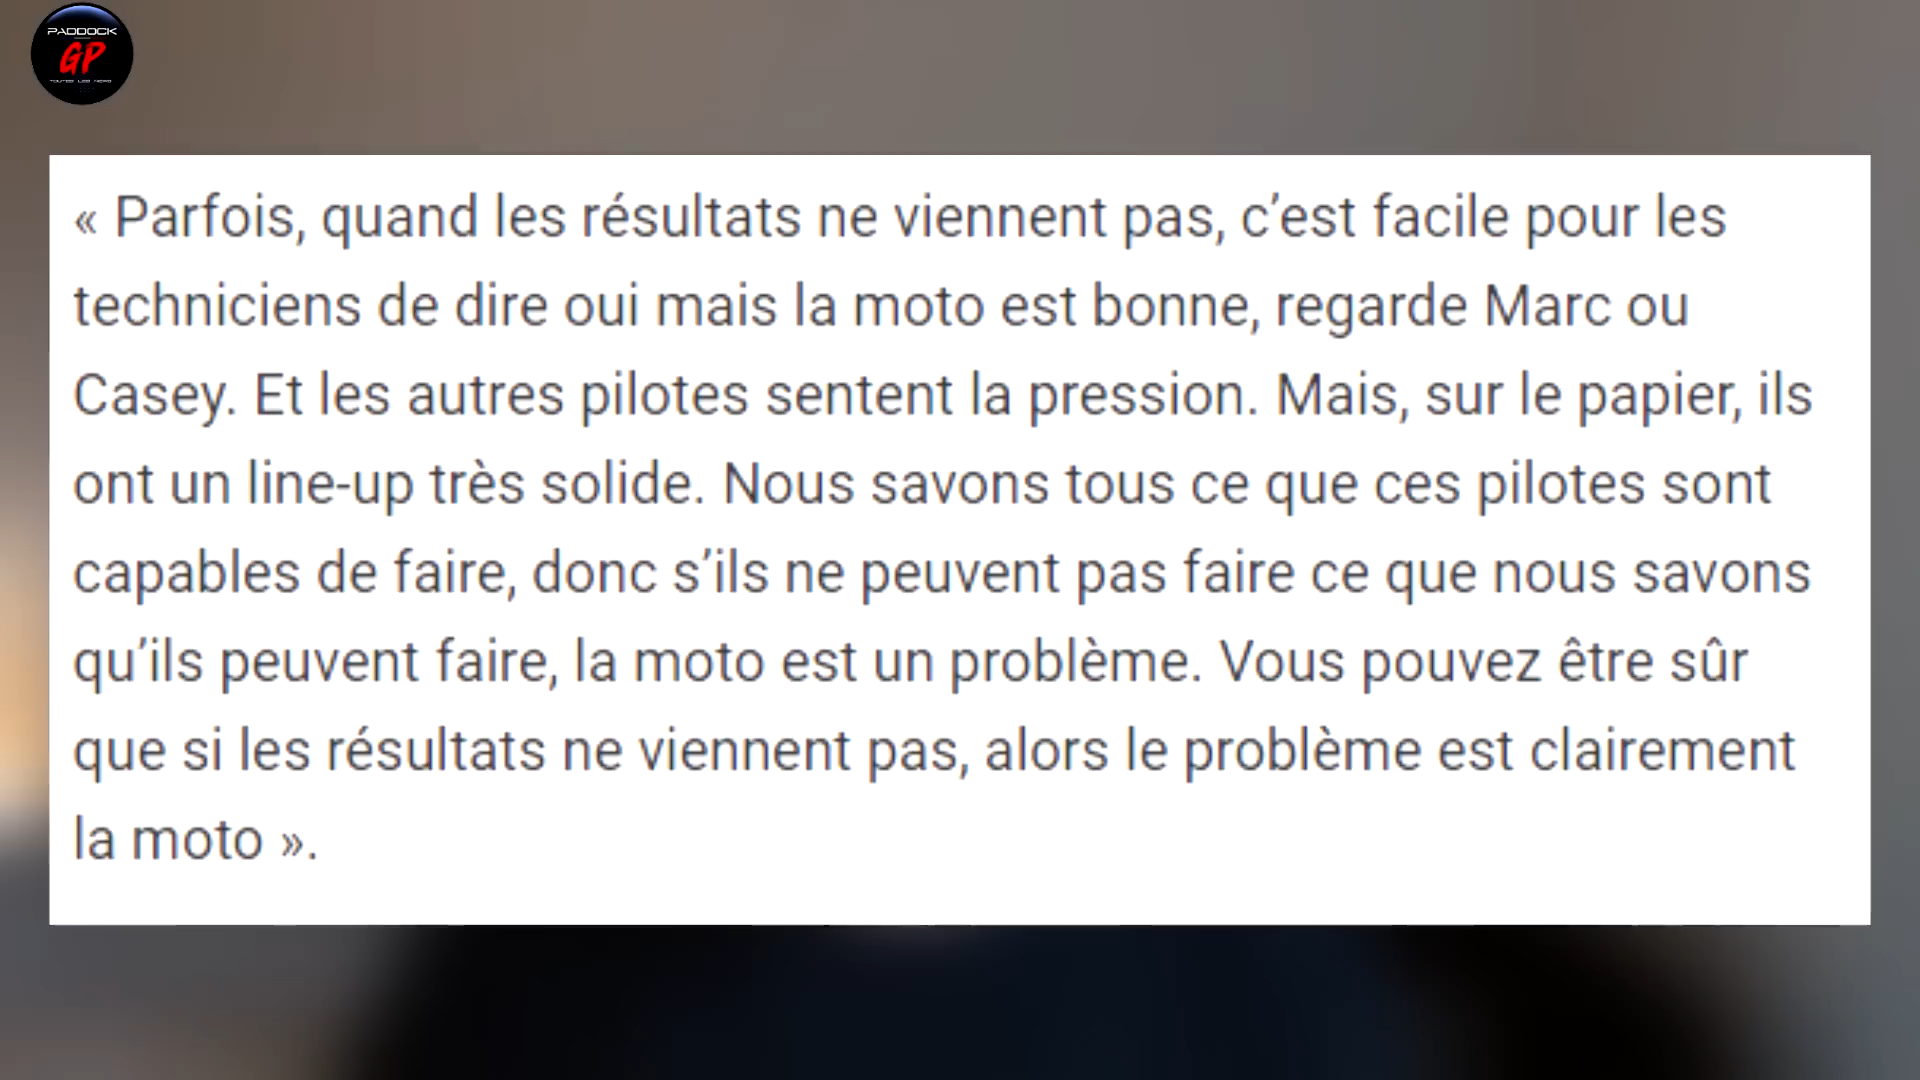 PADDOCK
GP
« Parfois, quand les résultats ne viennent pas, c’est facile pour les
techniciens de dire oui mais la moto est bonne, regarde Marc ou
Casey. Et les autres pilotes sentent la pression. Mais, sur le papier, ils
ont un line-up très solide. Nous savons tous ce que ces pilotes sont
capables de faire, donc s’ils ne peuvent pas faire ce que nous savons
qu’ils peuvent faire, la moto est un problème. Vous pouvez être sûr
que si les résultats ne viennent pas, alors le problème est clairement
la moto ».